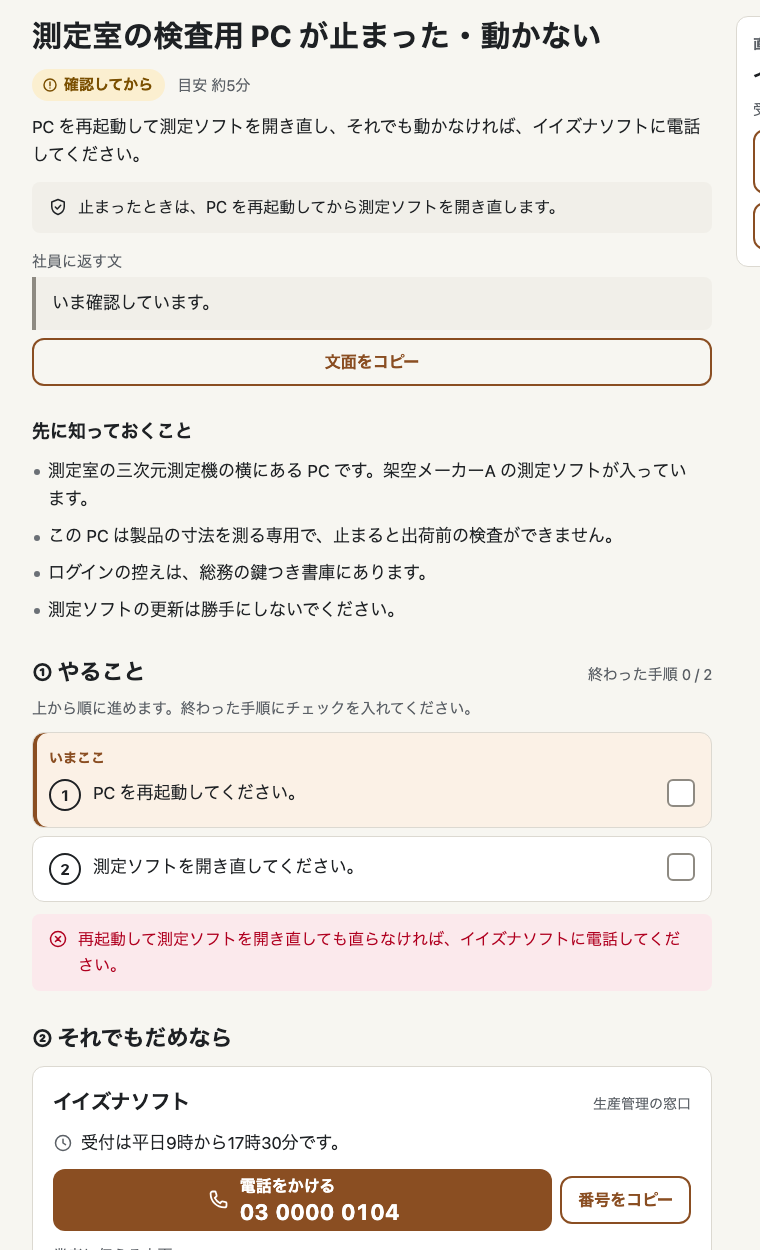 測定室の検査用 PC が止まった・動かない
確認してから
目安 約5分
PC を再起動して測定ソフトを開き直し、それでも動かなければ、イイズナソフトに電話
してください。
止まったときは、PC を再起動してから測定ソフトを開き直します。
社員に返す文
いま確認しています。
文面をコピー
先に知っておくこと
測定室の三次元測定機の横にある PC です。架空メーカーA の測定ソフトが入ってい
ます。
この PC は製品の寸法を測る専用で、止まると出荷前の検査ができません。
ログインの控えは、総務の鍵つき書庫にあります。
測定ソフトの更新は勝手にしないでください。
① やること
終わった手順 0 / 2
上から順に進めます。終わった手順にチェックを入れてください。
いまここ
1 PC を再起動してください。
2 測定ソフトを開き直してください。
再起動して測定ソフトを開き直しても直らなければ、イイズナソフトに電話してくだ
さい。
② それでもだめなら
イイズナソフト
生産管理の窓口
受付は平日9時から17時30分です。
電話をかける
03 0000 0104
番号をコピー